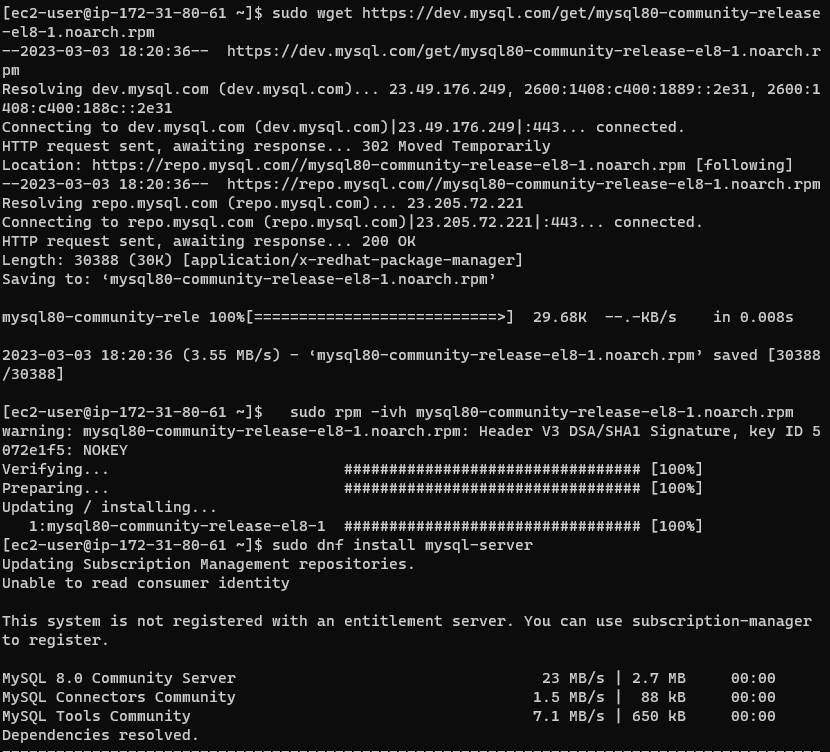 [ec2-user@ip-172-31-80-61 ~]$ sudo wget https://dev.mysql.com/get/mysql80-community-release
-el8-1.noarch.rpm
--2023-03-03 18:20:36--  https://dev.mysql.com/get/mysql80-community-release-el8-1.noarch.r
pm
Resolving dev.mysql.com (dev.mysql.com)... 23.49.176.249, 2600:1408:c400:1889::2e31, 2600:1
408:c400:188c::2e31
Connecting to dev.mysql.com (dev.mysql.com)|23.49.176.249|:443... connected.
HTTP request sent, awaiting response... 302 Moved Temporarily
Location: https://repo.mysql.com//mysql80-community-release-el8-1.noarch.rpm [following]
--2023-03-03 18:20:36--  https://repo.mysql.com//mysql80-community-release-el8-1.noarch.rpm
Resolving repo.mysql.com (repo.mysql.com)... 23.205.72.221
Connecting to repo.mysql.com (repo.mysql.com)|23.205.72.221|:443... connected.
HTTP request sent, awaiting response... 200 OK
Length: 30388 (30K) [application/x-redhat-package-manager]
Saving to: ‘mysql80-community-release-el8-1.noarch.rpm’

mysql80-community-rele 100%[===========================>]  29.68K  --.-KB/s    in 0.008s

2023-03-03 18:20:36 (3.55 MB/s) - ‘mysql80-community-release-el8-1.noarch.rpm’ saved [30388
/30388]

[ec2-user@ip-172-31-80-61 ~]$   sudo rpm -ivh mysql80-community-release-el8-1.noarch.rpm
warning: mysql80-community-release-el8-1.noarch.rpm: Header V3 DSA/SHA1 Signature, key ID 5
072e1f5: NOKEY
Verifying...                          ################################# [100%]
Preparing...                          ################################# [100%]
Updating / installing...
   1:mysql80-community-release-el8-1  ################################# [100%]
[ec2-user@ip-172-31-80-61 ~]$ sudo dnf install mysql-server
Updating Subscription Management repositories.
Unable to read consumer identity

This system is not registered with an entitlement server. You can use subscription-manager
to register.

MySQL 8.0 Community Server                                  23 MB/s | 2.7 MB     00:00
MySQL Connectors Community                                 1.5 MB/s |  88 kB     00:00
MySQL Tools Community                                      7.1 MB/s | 650 kB     00:00
Dependencies resolved.